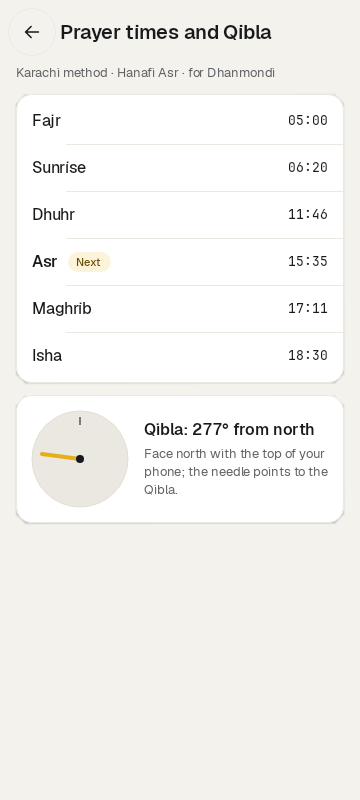 Prayer times and Qibla
Karachi method · Hanafi Asr · for Dhanmondi
Fajr 05:00
Sunrise 06:20
Dhuhr 11:46
Asr Next 15:35
Maghrib 17:11
Isha 18:30
Qibla: 277° from north
Face north with the top of your
phone; the needle points to the
Qibla.